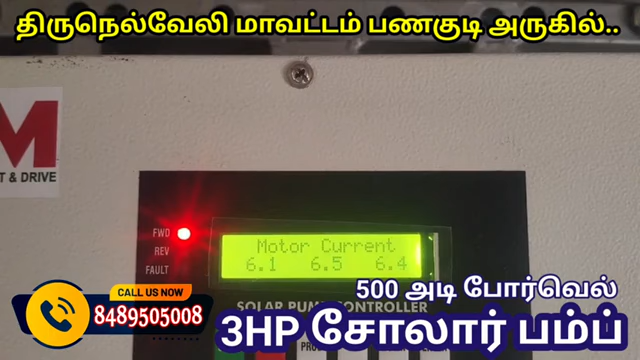 திருநெல்வேலி மாவட்டம் பணகுடி அருகில்..
M
T & DRIVE
FWD
REV
FAULT
Motor Current
6.1 6.5 6.4
CALL US NOW
8489505008
SOLAR PUMP CONTROLLER
500 அடி போர்வெல்
3HP சோலார் பம்ப்